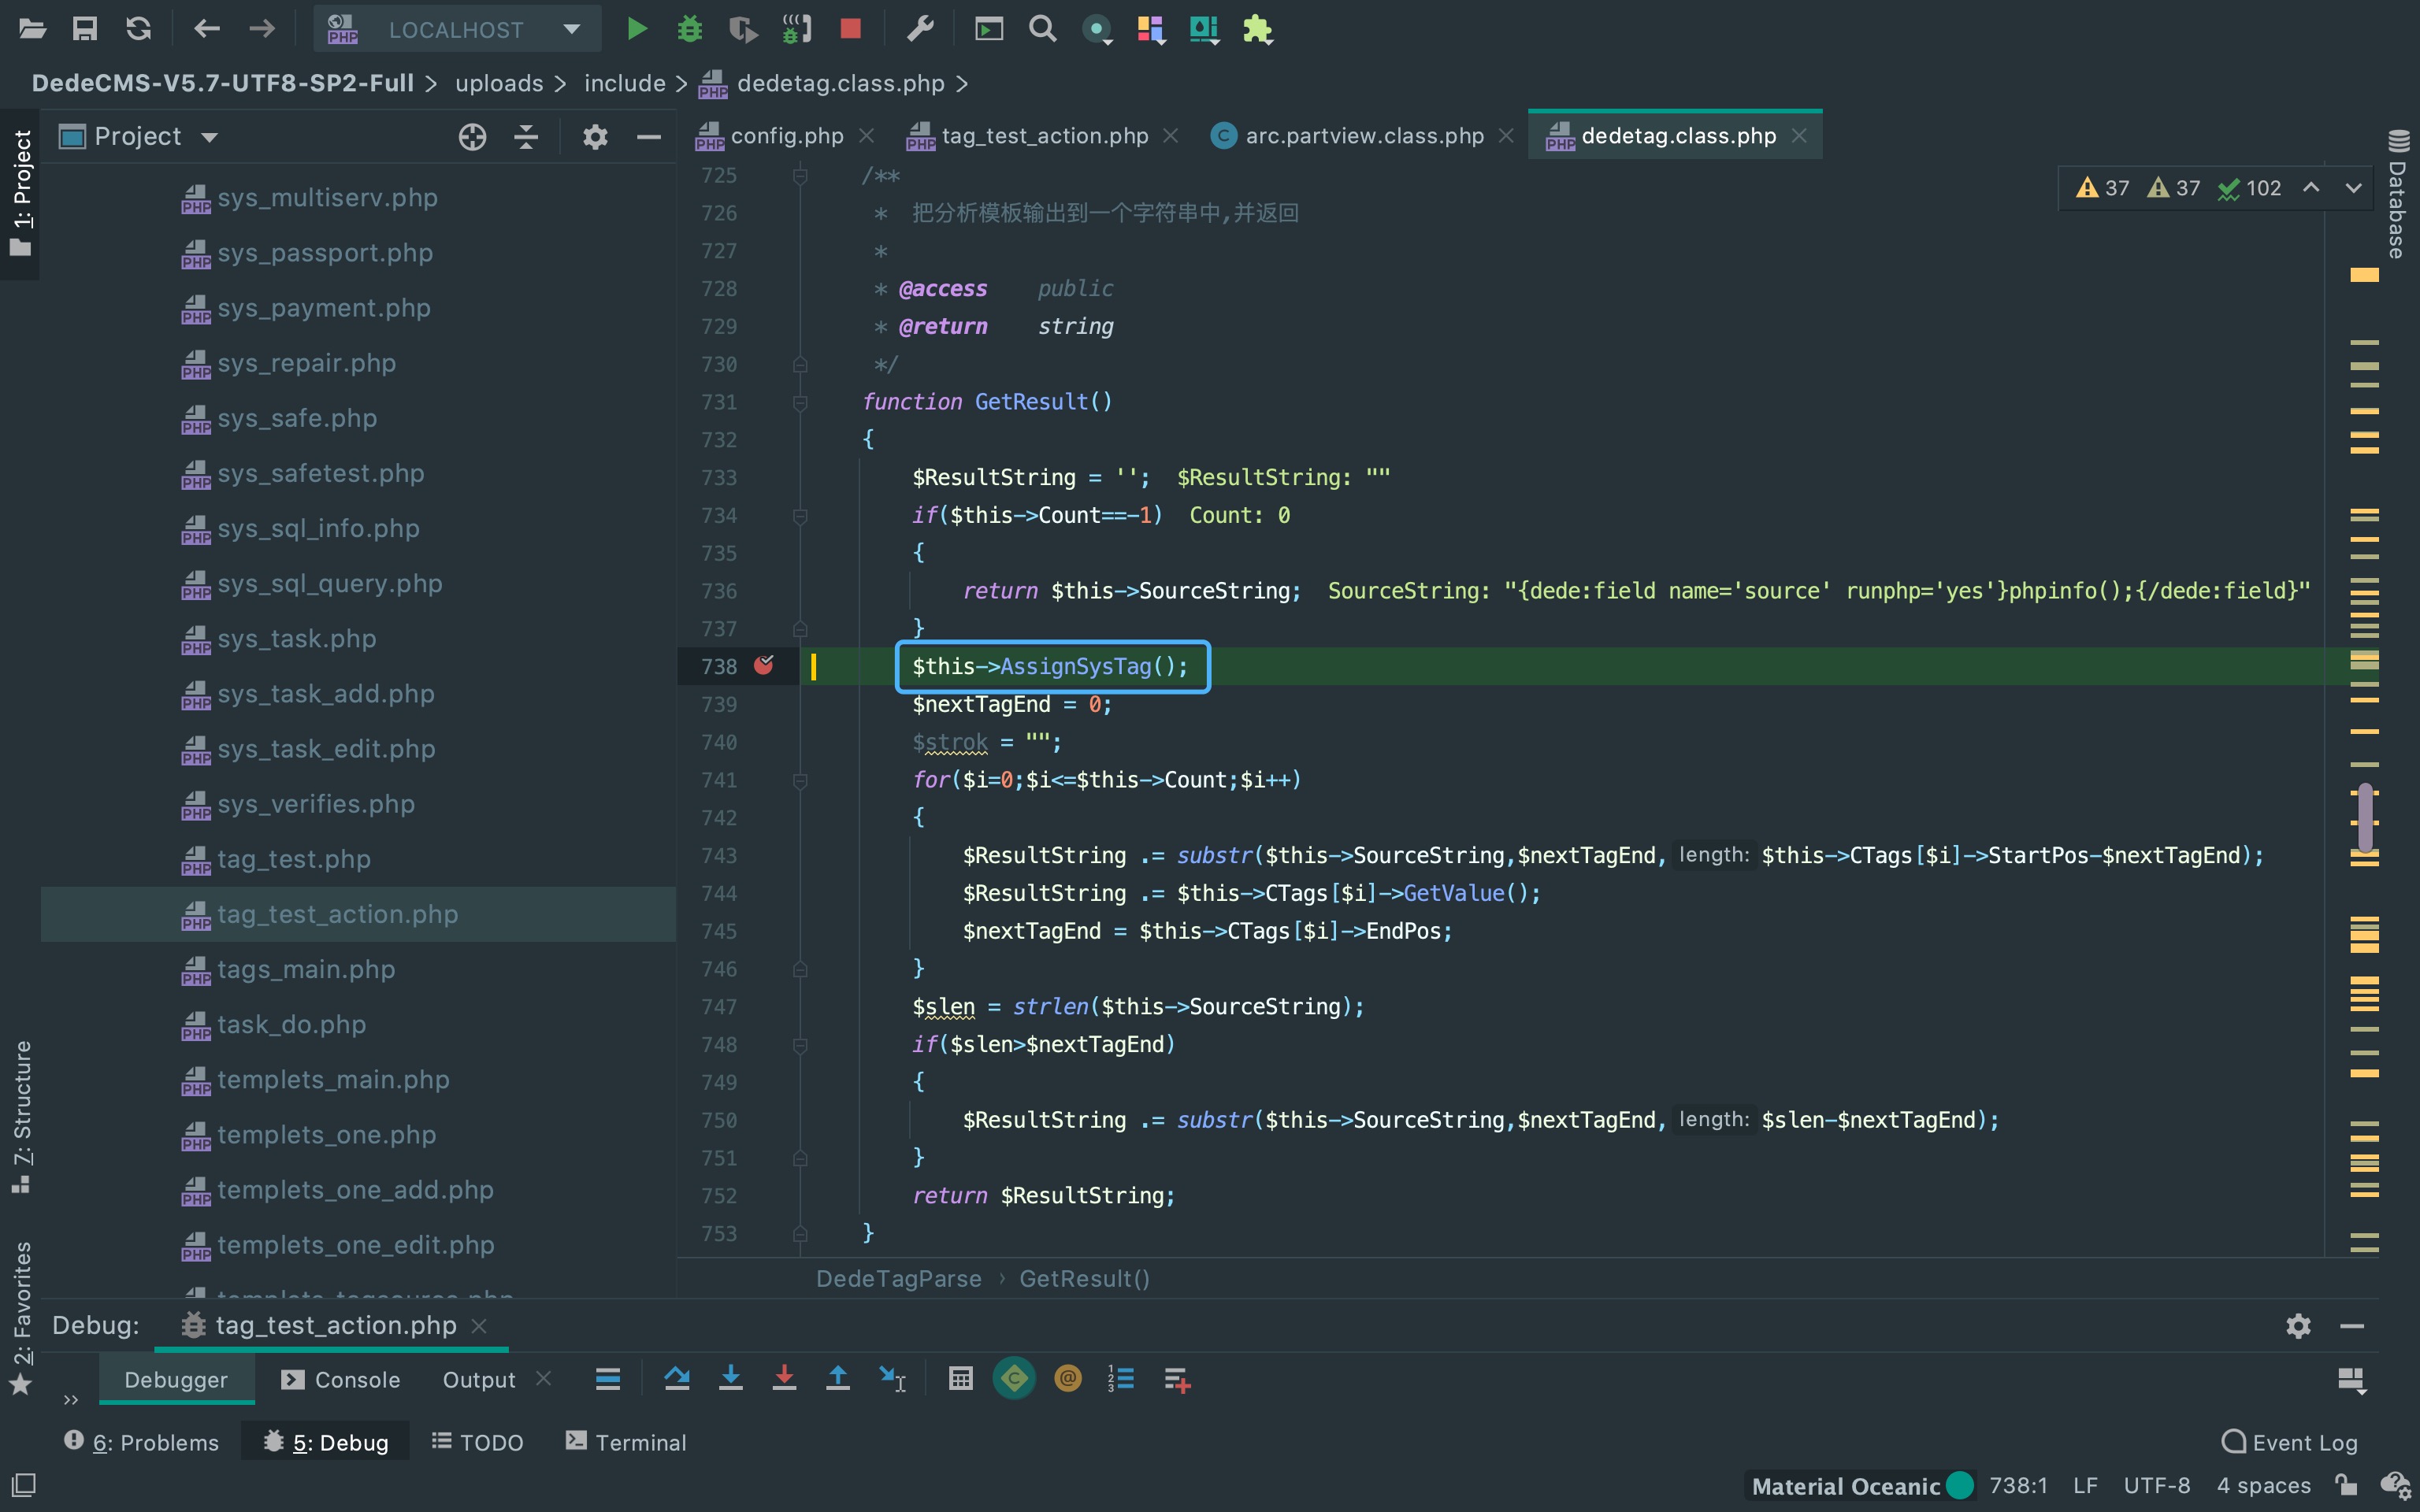 LOCALHOST
DedeCMS-V5.7-UTF8-SP2-Full > uploads > include > dedetag.class.php >
1: Project
Project
config.php
tag_test_action.php
arc.partview.class.php
dedetag.class.php
Database
37 37 102
sys_multiserv.php
sys_passport.php
sys_payment.php
sys_repair.php
sys_safe.php
sys_safetest.php
sys_sql_info.php
sys_sql_query.php
sys_task.php
sys_task_add.php
sys_task_edit.php
sys_verifies.php
tag_test.php
tag_test_action.php
tags_main.php
task_do.php
templets_main.php
templets_one.php
templets_one_add.php
templets_one_edit.php
templets_tagsource.php
7: Structure
2: Favorites
725 /**
726 * 把分析模板输出到一个字符串中,并返回
727 *
728 * @access public
729 * @return string
730 */
731 function GetResult()
732 {
733 $ResultString = ''; $ResultString: ""
734 if($this->Count==-1) Count: 0
735 {
736 return $this->SourceString; SourceString: "{dede:field name='source' runphp='yes'}phpinfo();{/dede:field}"
737 }
738 $this->AssignSysTag();
739 $nextTagEnd = 0;
740 $strok = "";
741 for($i=0;$i<=$this->Count;$i++)
742 {
743 $ResultString .= substr($this->SourceString,$nextTagEnd, length: $this->CTags[$i]->StartPos-$nextTagEnd);
744 $ResultString .= $this->CTags[$i]->GetValue();
745 $nextTagEnd = $this->CTags[$i]->EndPos;
746 }
747 $slen = strlen($this->SourceString);
748 if($slen>$nextTagEnd)
749 {
750 $ResultString .= substr($this->SourceString,$nextTagEnd, length: $slen-$nextTagEnd);
751 }
752 return $ResultString;
753 }
DedeTagParse › GetResult()
Debug: tag_test_action.php
Debugger Console Output
6: Problems 5: Debug TODO Terminal Event Log
Material Oceanic 738:1 LF UTF-8 4 spaces